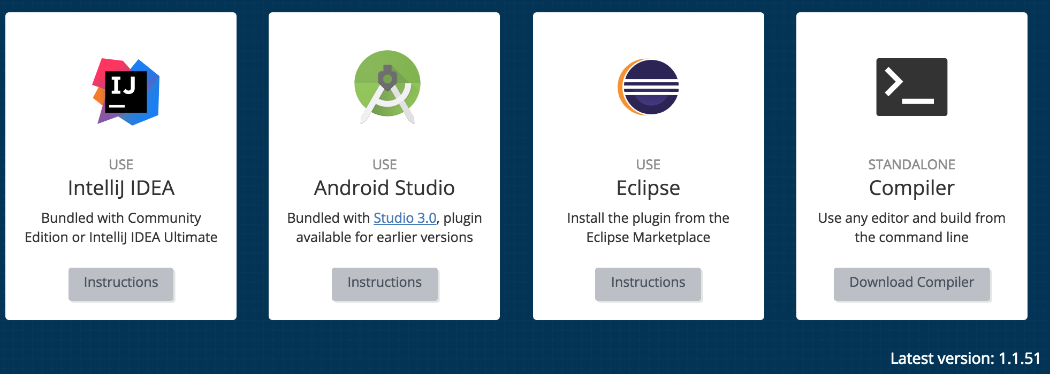 IJ
USE
IntelliJ IDEA
Bundled with Community
Edition or IntelliJ IDEA Ultimate
Instructions
USE
Android Studio
Bundled with Studio 3.0, plugin
available for earlier versions
Instructions
USE
Eclipse
Install the plugin from the
Eclipse Marketplace
Instructions
STANDALONE
Compiler
Use any editor and build from
the command line
Download Compiler
Latest version: 1.1.51